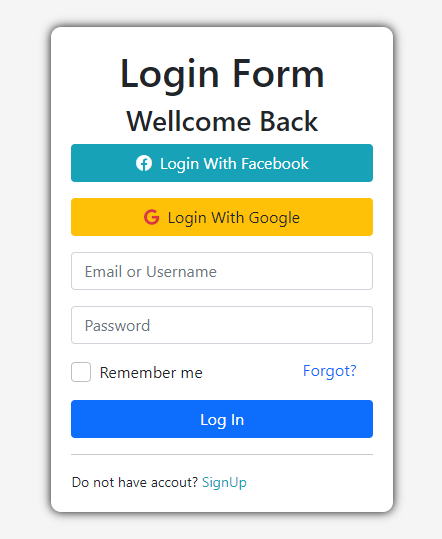 Login Form
Wellcome Back
Login With Facebook
Login With Google
Email or Username
Password
Remember me Forgot?
Log In
Do not have accout? SignUp